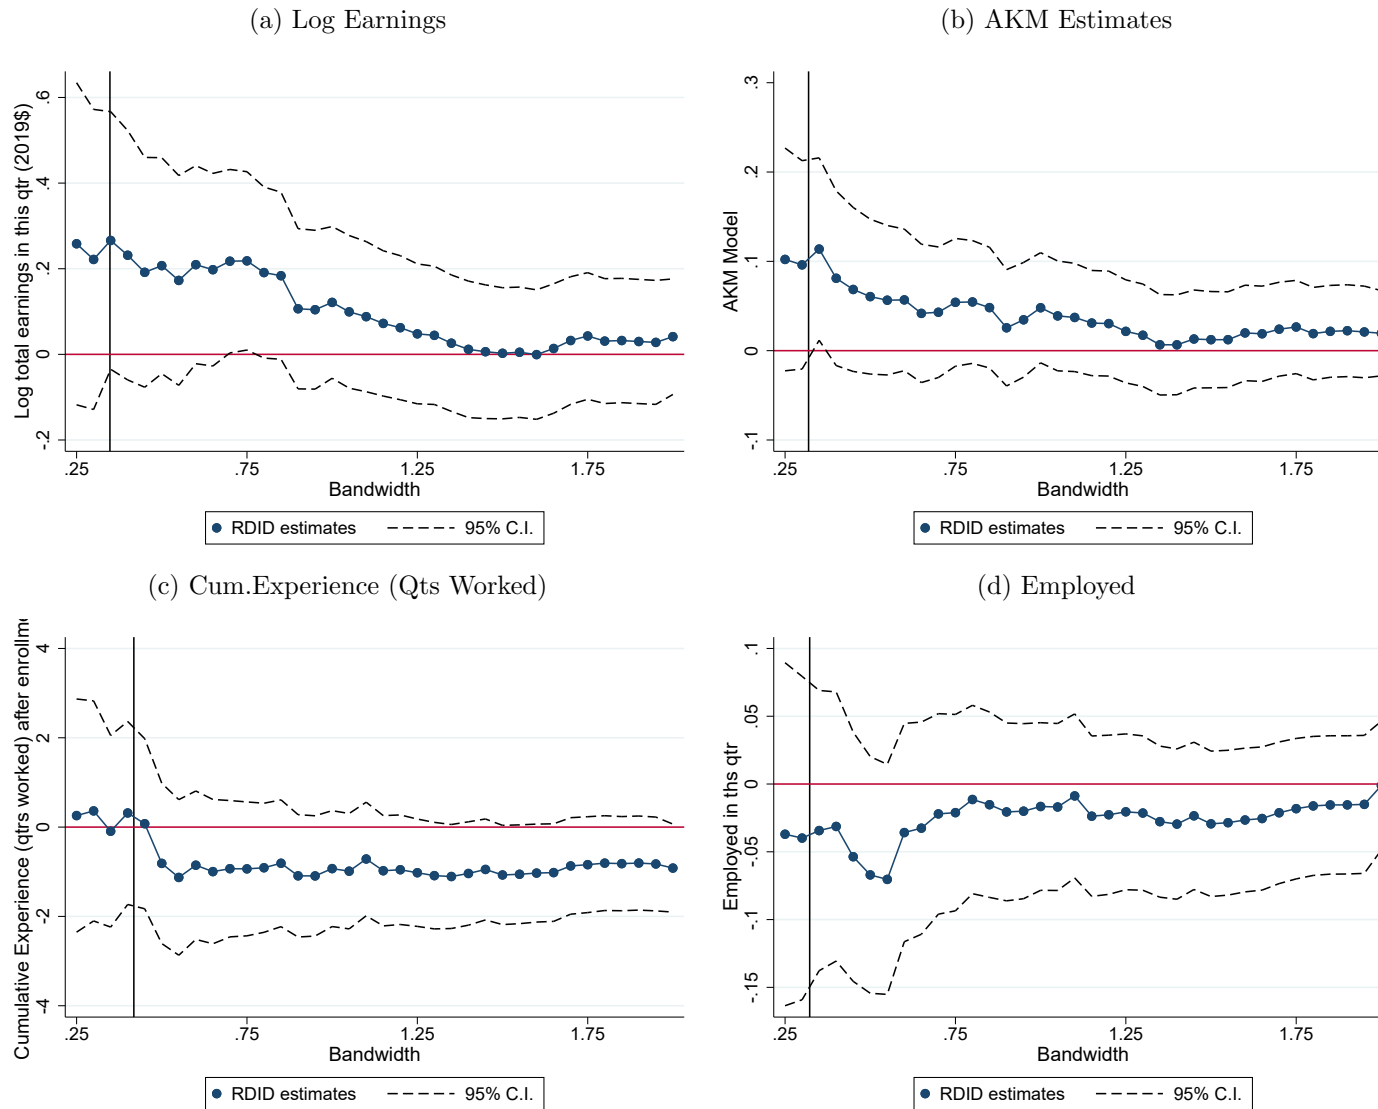 (a) Log Earnings
Log total earnings in this qtr (2019$)
.6
.4
.2
0
-.2
.25 .75 1.25 1.75
Bandwidth
RDID estimates 95% C.I.
(b) AKM Estimates
AKM Model
.3
.2
.1
0
-.1
.25 .75 1.25 1.75
Bandwidth
RDID estimates 95% C.I.
(c) Cum.Experience (Qts Worked)
Cumulative Experience (qtrs worked) after enrollme
4
2
0
-2
-4
.25 .75 1.25 1.75
Bandwidth
RDID estimates 95% C.I.
(d) Employed
Employed in ths qtr
.1
.05
0
-.05
-.1
-.15
.25 .75 1.25 1.75
Bandwidth
RDID estimates 95% C.I.